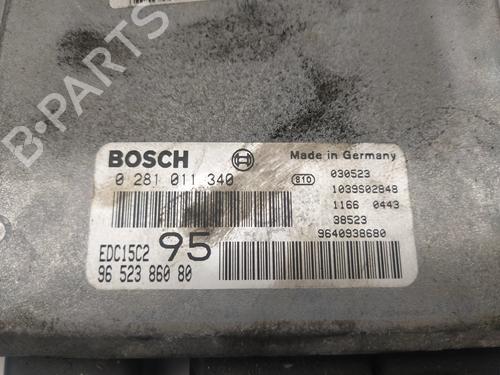 B-PARTS
BOSCH
Made in Germany
0 281 011 340
810
030523
1039S02848
1166 0443
38523
9640938680
EDC15C2 95
96 523 860 80